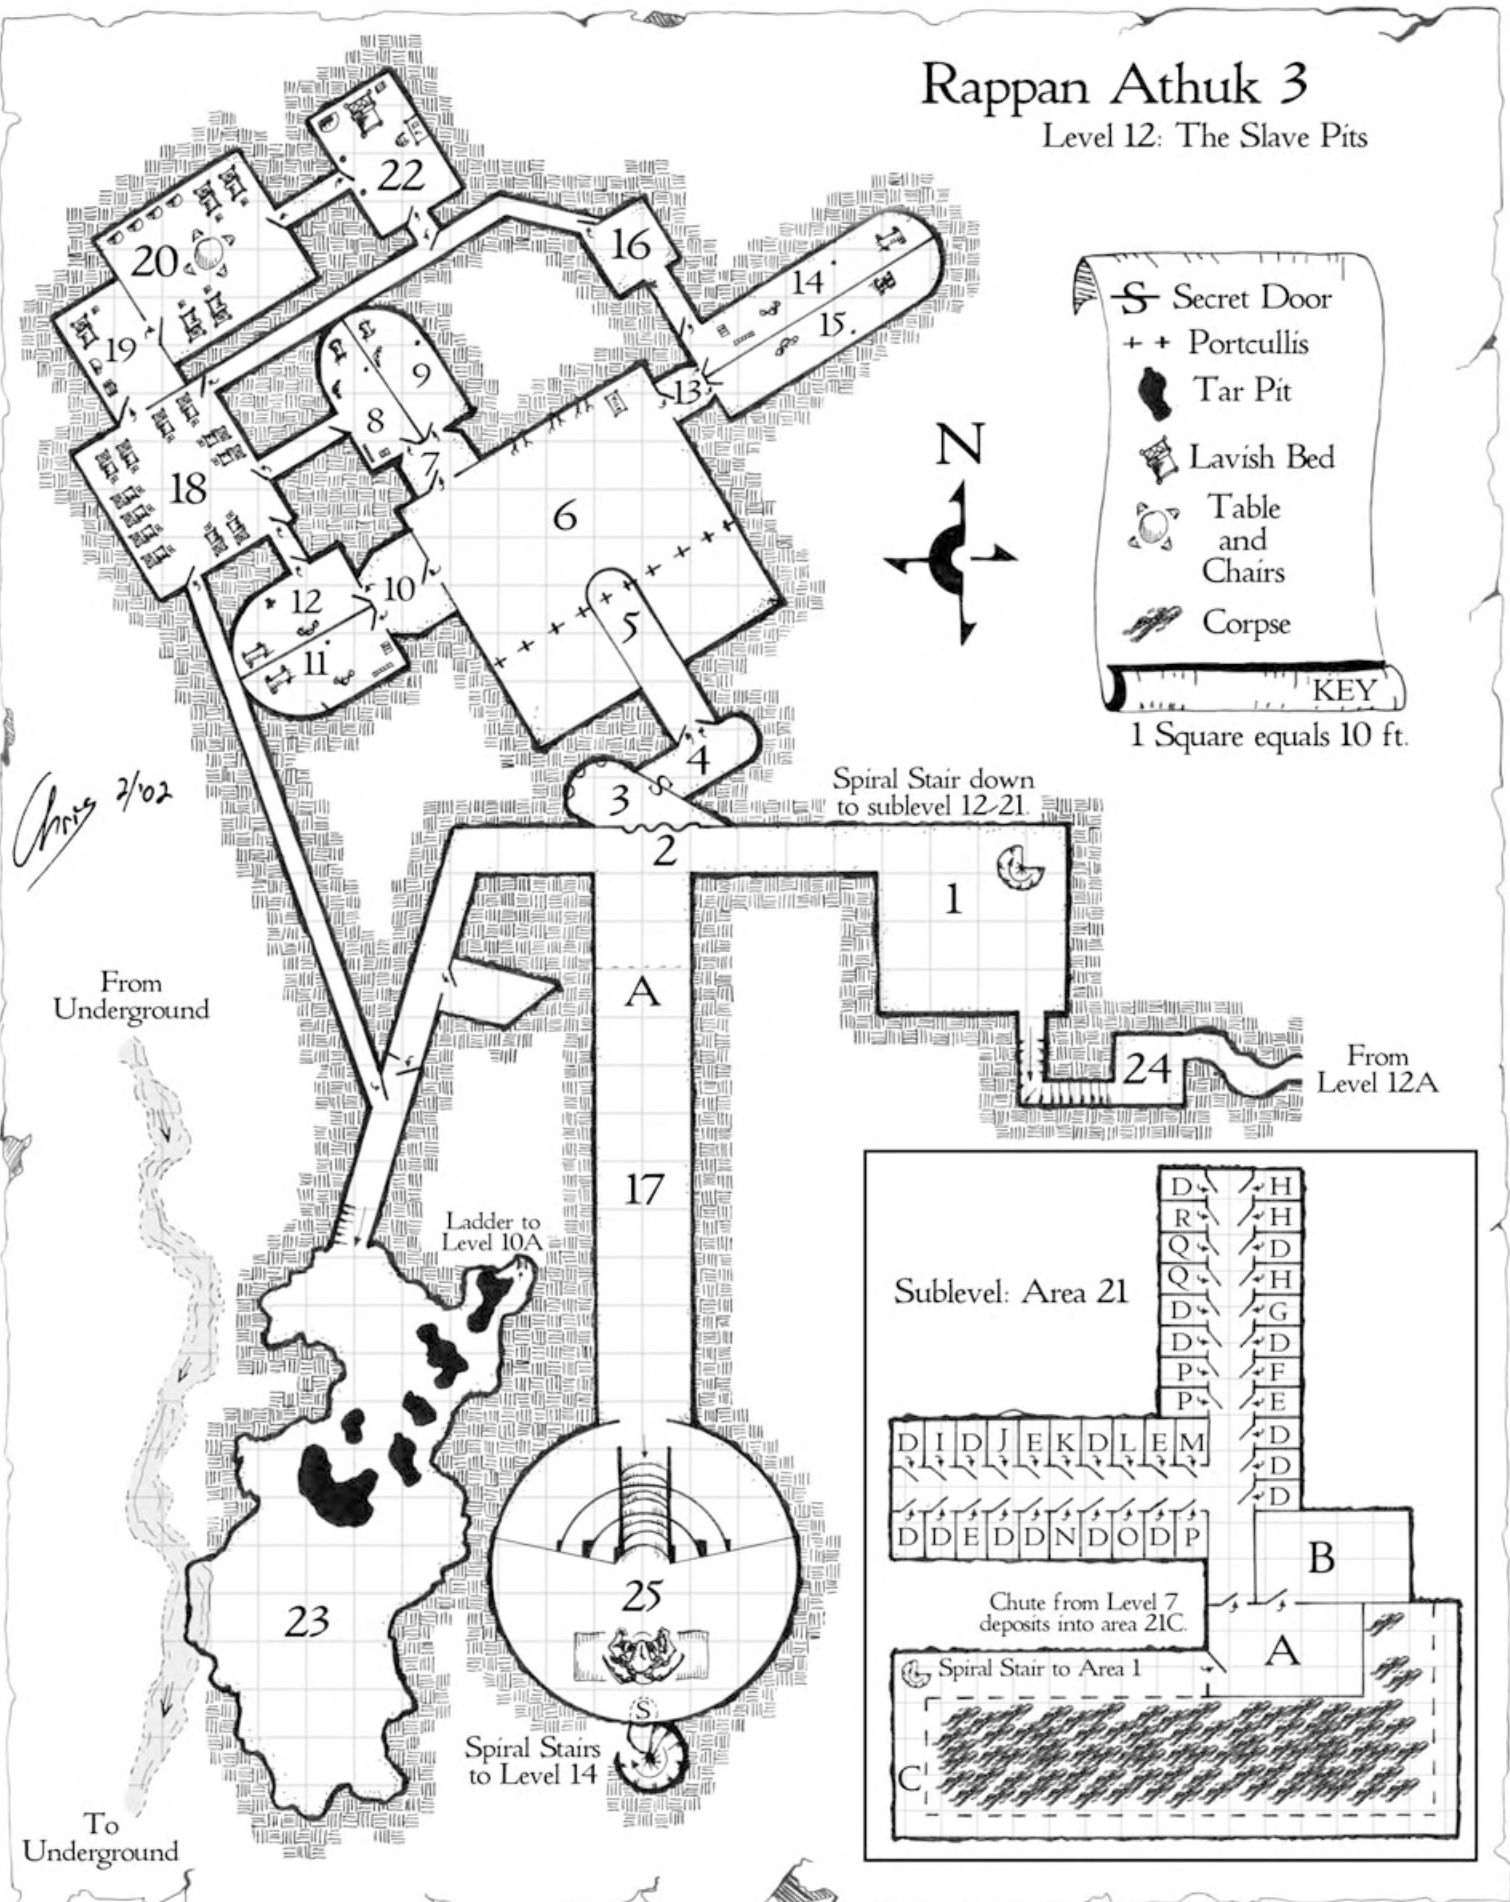 Rappan Athuk 3
Level 12: The Slave Pits
22
20
16
14
15
19
9
13
8
18
7
6
10
12
5
11
4
3
2
1
S Secret Door
Portcullis
Tar Pit
Lavish Bed
Table
and
Chairs
Corpse
KEY
1 Square equals 10 ft.
N
Chris 2/'02
S
Spiral Stair down
to sublevel 12-21.
From
Underground
A
24
From
Level 12A
17
Ladder to
Level 10A
23
25
S
Spiral Stairs
to Level 14
To
Underground
Sublevel: Area 21
D H
R H
Q D
Q H
D G
D D
P F
P E
D
D
D
D I D J E K D L E M
D D E D D N D O D P
B
Chute from Level 7
deposits into area 21C.
A
Spiral Stair to Area 1
C